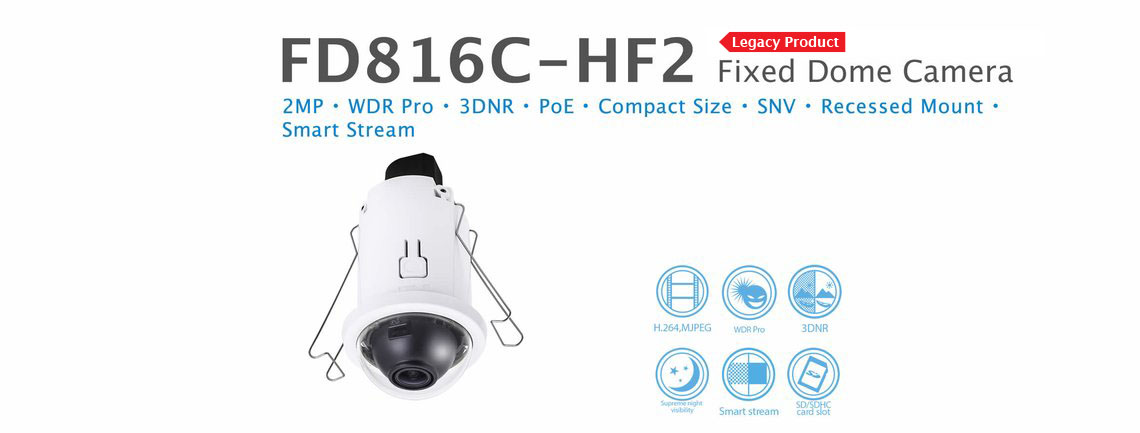 FD816C-HF2
Legacy Product
Fixed Dome Camera
2MP • WDR Pro • 3DNR • PoE • Compact Size • SNV • Recessed Mount •
Smart Stream
H.264,MJPEG
WDR Pro
3DNR
Supreme night
visibility
Smart stream
SD/SDHC
card slot